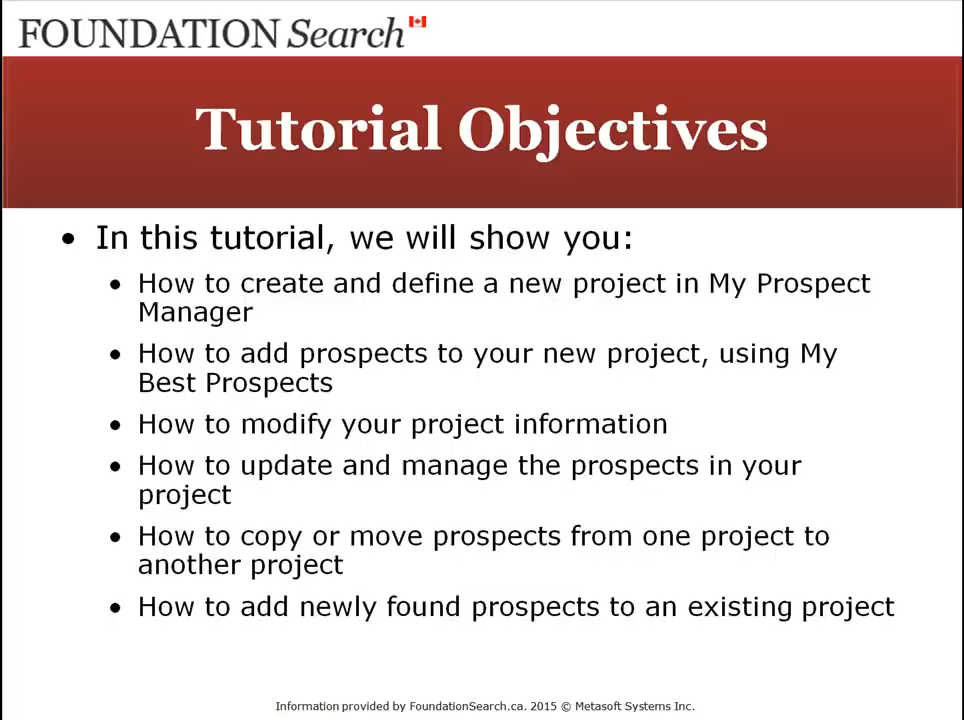 FOUNDATION Search
Tutorial Objectives
• In this tutorial, we will show you:
• How to create and define a new project in My Prospect
Manager
• How to add prospects to your new project, using My
Best Prospects
• How to modify your project information
• How to update and manage the prospects in your
project
• How to copy or move prospects from one project to
another project
• How to add newly found prospects to an existing project
Information provided by FoundationSearch.ca. 2015 © Metasoft Systems Inc.